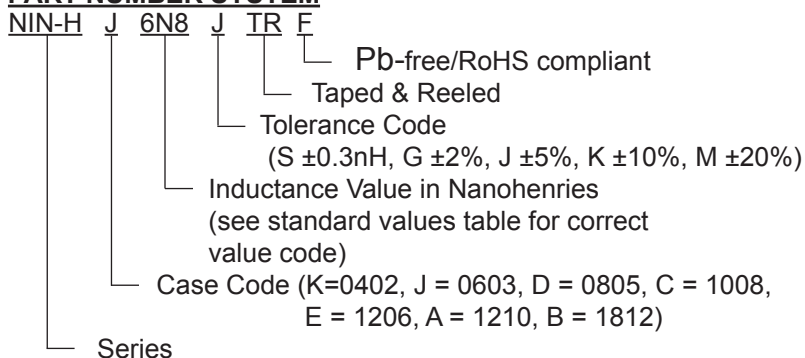 PART NUMBER SYSTEM
NIN-H J 6N8 J TR F
Pb-free/RoHS compliant
Taped & Reeled
Tolerance Code
(S ±0.3nH, G ±2%, J ±5%, K ±10%, M ±20%)
Inductance Value in Nanohenries
(see standard values table for correct
value code)
Case Code (K=0402, J = 0603, D = 0805, C = 1008,
E = 1206, A = 1210, B = 1812)
Series